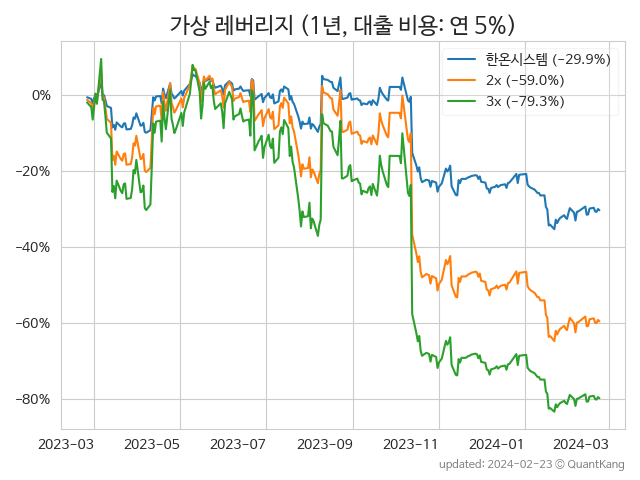 가상 레버리지 (1년, 대출 비용: 연 5%)
한온시스템 (−29.9%)
2x (−59.0%)
3x (−79.3%)
0%
−20%
−40%
−60%
−80%
2023-03 2023-05 2023-07 2023-09 2023-11 2024-01 2024-03
updated: 2024-02-23 © QuantKang